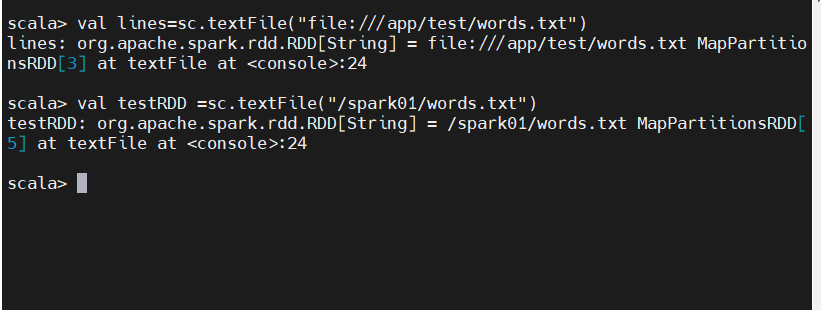 scala> val lines=sc.textFile("file:///app/test/words.txt")
lines: org.apache.spark.rdd.RDD[String] = file:///app/test/words.txt MapPartitio
nsRDD[3] at textFile at <console>:24
scala> val testRDD =sc.textFile("/spark01/words.txt")
testRDD: org.apache.spark.rdd.RDD[String] = /spark01/words.txt MapPartitionsRDD[
5] at textFile at <console>:24
scala>